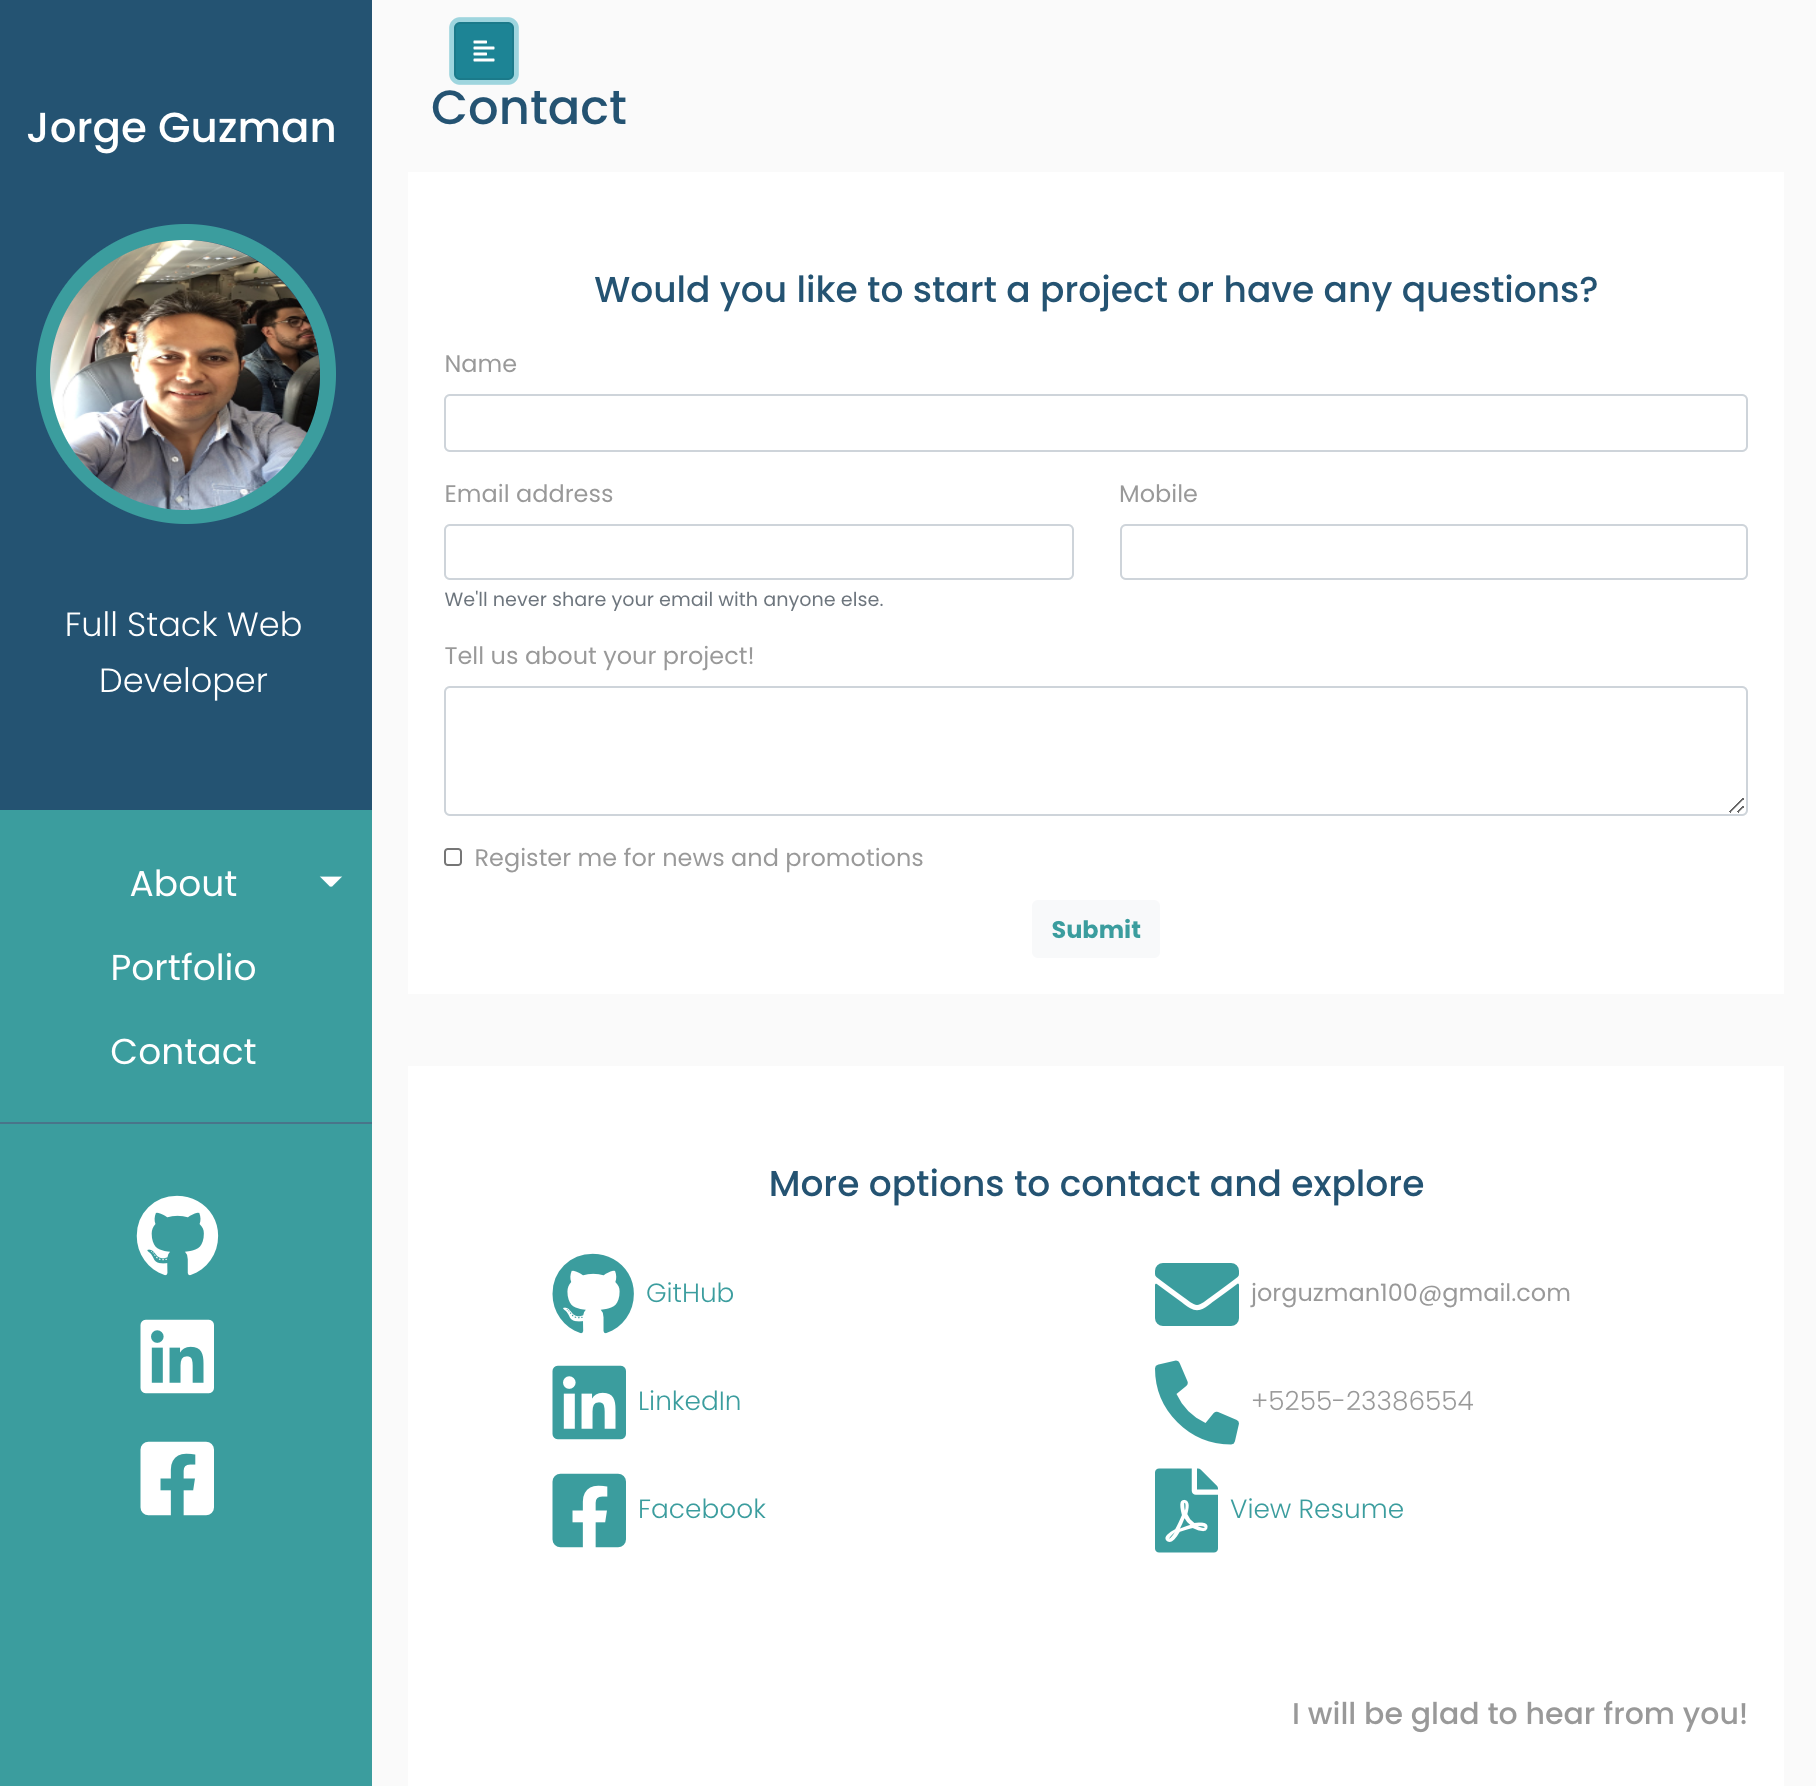 Jorge Guzman
Full Stack Web
Developer
About
Portfolio
Contact
Contact
Would you like to start a project or have any questions?
Name
Email address
Mobile
We'll never share your email with anyone else.
Tell us about your project!
Register me for news and promotions
Submit
More options to contact and explore
GitHub
jorguzman100@gmail.com
LinkedIn
+5255-23386554
Facebook
View Resume
I will be glad to hear from you!